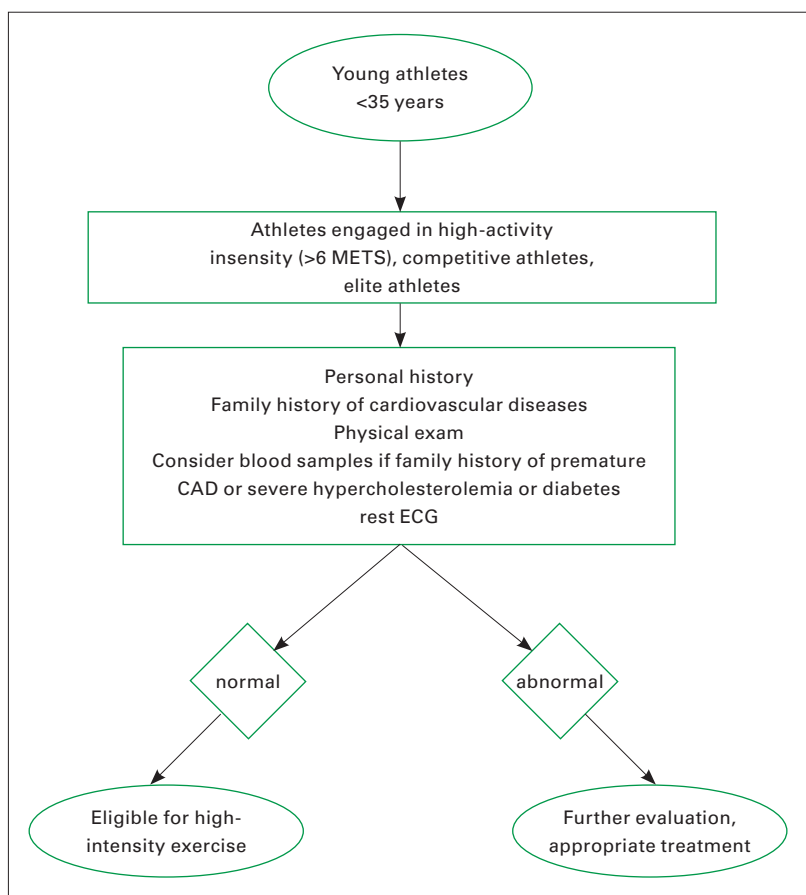 Young athletes
<35 years
Athletes engaged in high-activity
insensity (>6 METS), competitive athletes,
elite athletes
Personal history
Family history of cardiovascular diseases
Physical exam
Consider blood samples if family history of premature
CAD or severe hypercholesterolemia or diabetes
rest ECG
normal
abnormal
Eligible for high-
intensity exercise
Further evaluation,
appropriate treatment